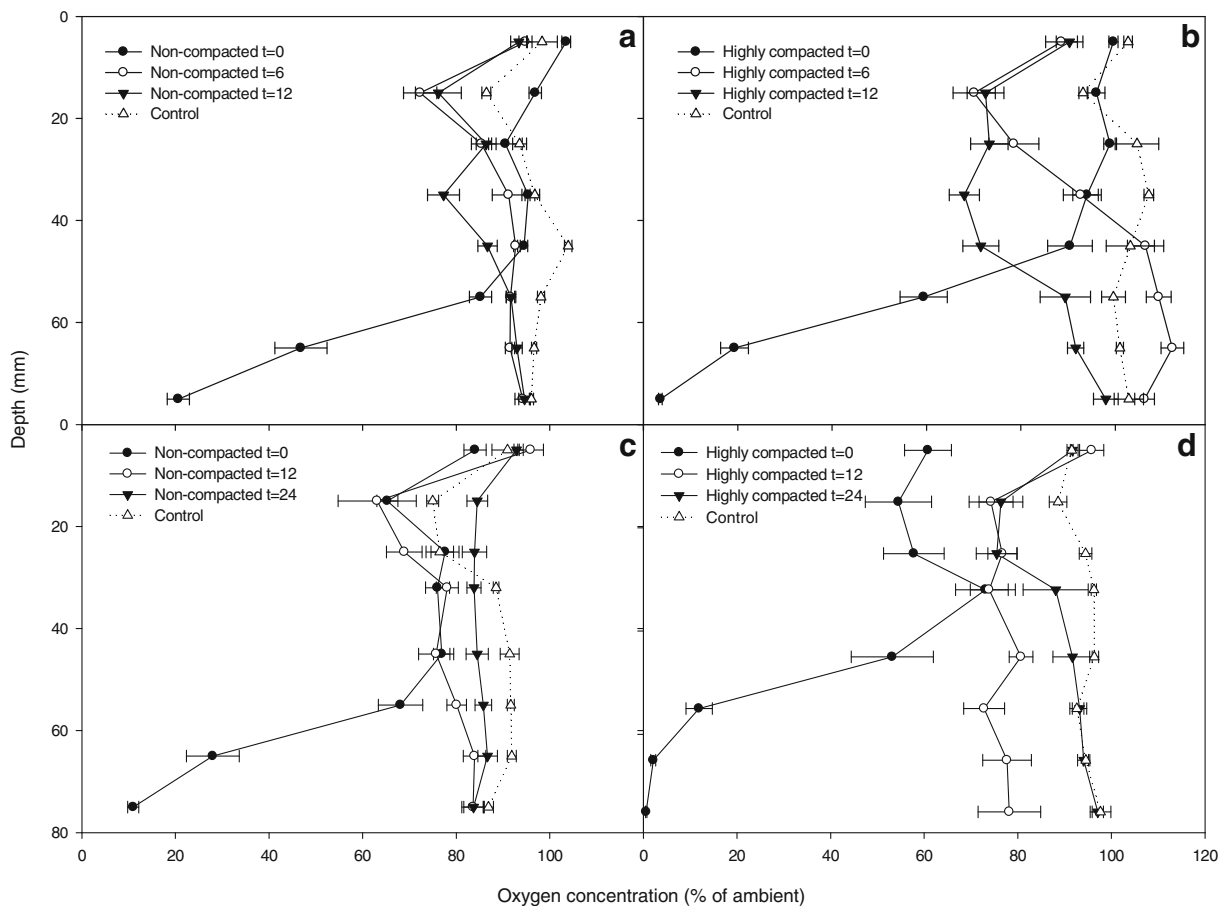 a
Non-compacted t=0
Non-compacted t=6
Non-compacted t=12
Control
b
Highly compacted t=0
Highly compacted t=6
Highly compacted t=12
Control
c
Non-compacted t=0
Non-compacted t=12
Non-compacted t=24
Control
d
Highly compacted t=0
Highly compacted t=12
Highly compacted t=24
Control
Depth (mm)
0
20
40
60
0
20
40
60
80
0 20 40 60 80 100
0 20 40 60 80 100 120
Oxygen concentration (% of ambient)